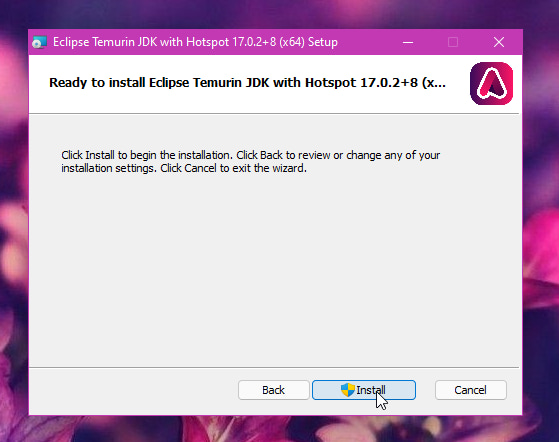 Eclipse Temurin JDK with Hotspot 17.0.2+8 (x64) Setup
Ready to install Eclipse Temurin JDK with Hotspot 17.0.2+8 (x...
Click Install to begin the installation. Click Back to review or change any of your
installation settings. Click Cancel to exit the wizard.
Back
Install
Cancel